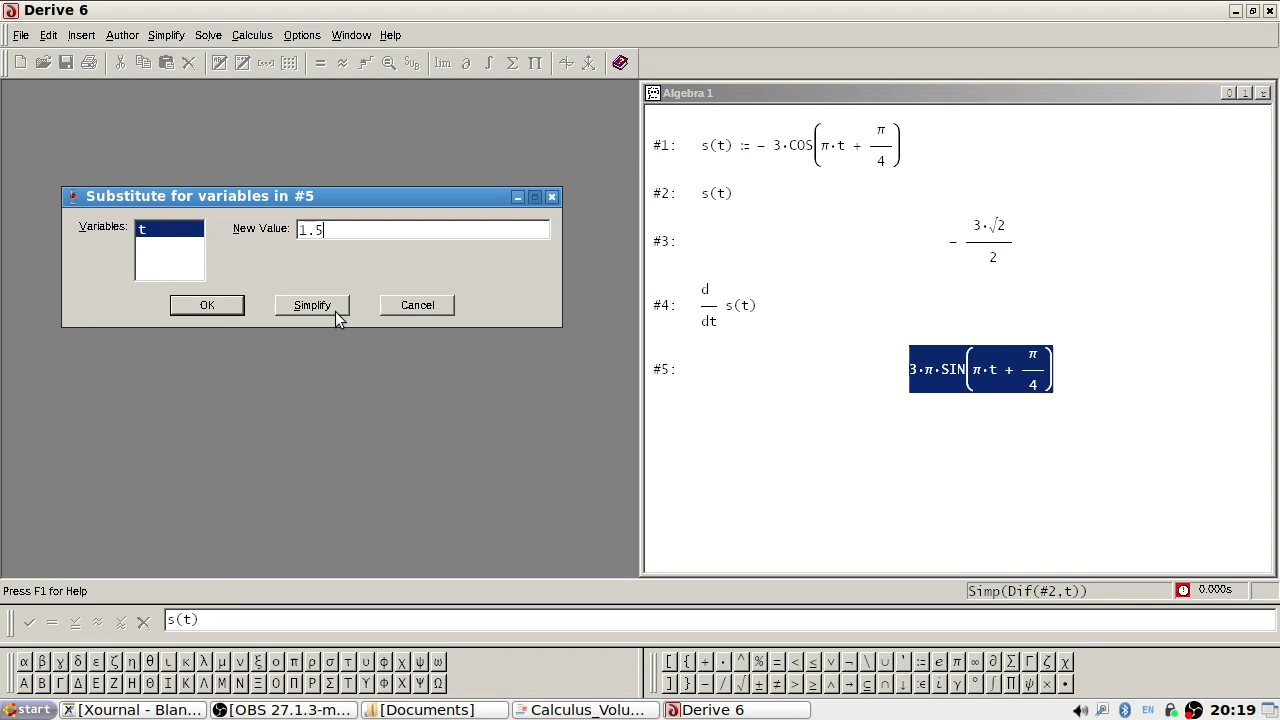 Derive 6
File Edit Insert Author Simplify Solve Calculus Options Window Help
= ≈ SUB lim ∂ ∫ Σ Π
Algebra 1
#1: s(t) := - 3·COS(π·t + π/4)
#2: s(t)
#3: - 3·√2/2
#4: d/dt s(t)
#5: 3·π·SIN(π·t + π/4)
Substitute for variables in #5
Variables: t New Value: 1.5
OK Simplify Cancel
Press F1 for Help Simp(Dif(#2,t)) 0.000s
s(t)
α β γ δ ε ζ η θ ι κ λ μ ν ξ ο π ρ σ τ υ φ χ ψ ω [ { + · ^ % = < ≤ ∨ ¬ \ ∪ ' := e π ∞ ∂ Σ Γ ζ χ
Α Β Γ Δ Ε Ζ Η Θ Ι Κ Λ Μ Ν Ξ Ο Π Ρ Σ Τ Υ Φ Χ Ψ Ω ] } - / √ ± ≠ > ≥ ∧ → ⊆ ∩ ↓ :∈ i γ ° ∫ Π ψ × •
start [Xournal - Blan... [OBS 27.1.3-m... [Documents] Calculus_Volu... Derive 6 EN 20:19